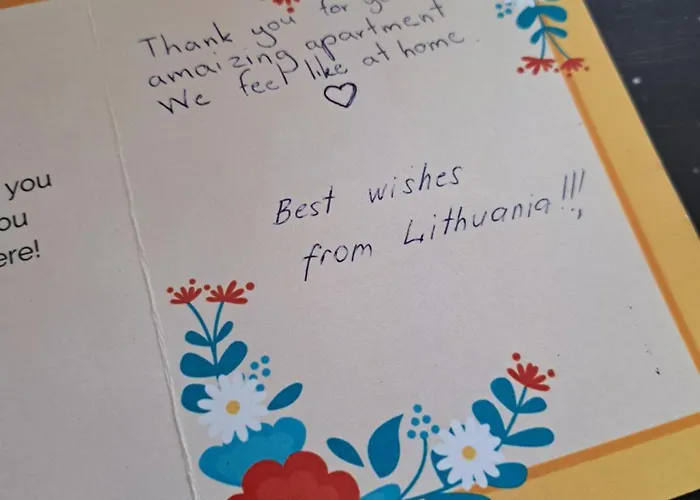 you
ou
ere!
Thank you for
amaizing apartment
We feel like at home.
♡
Best wishes
from Lithuania!!!